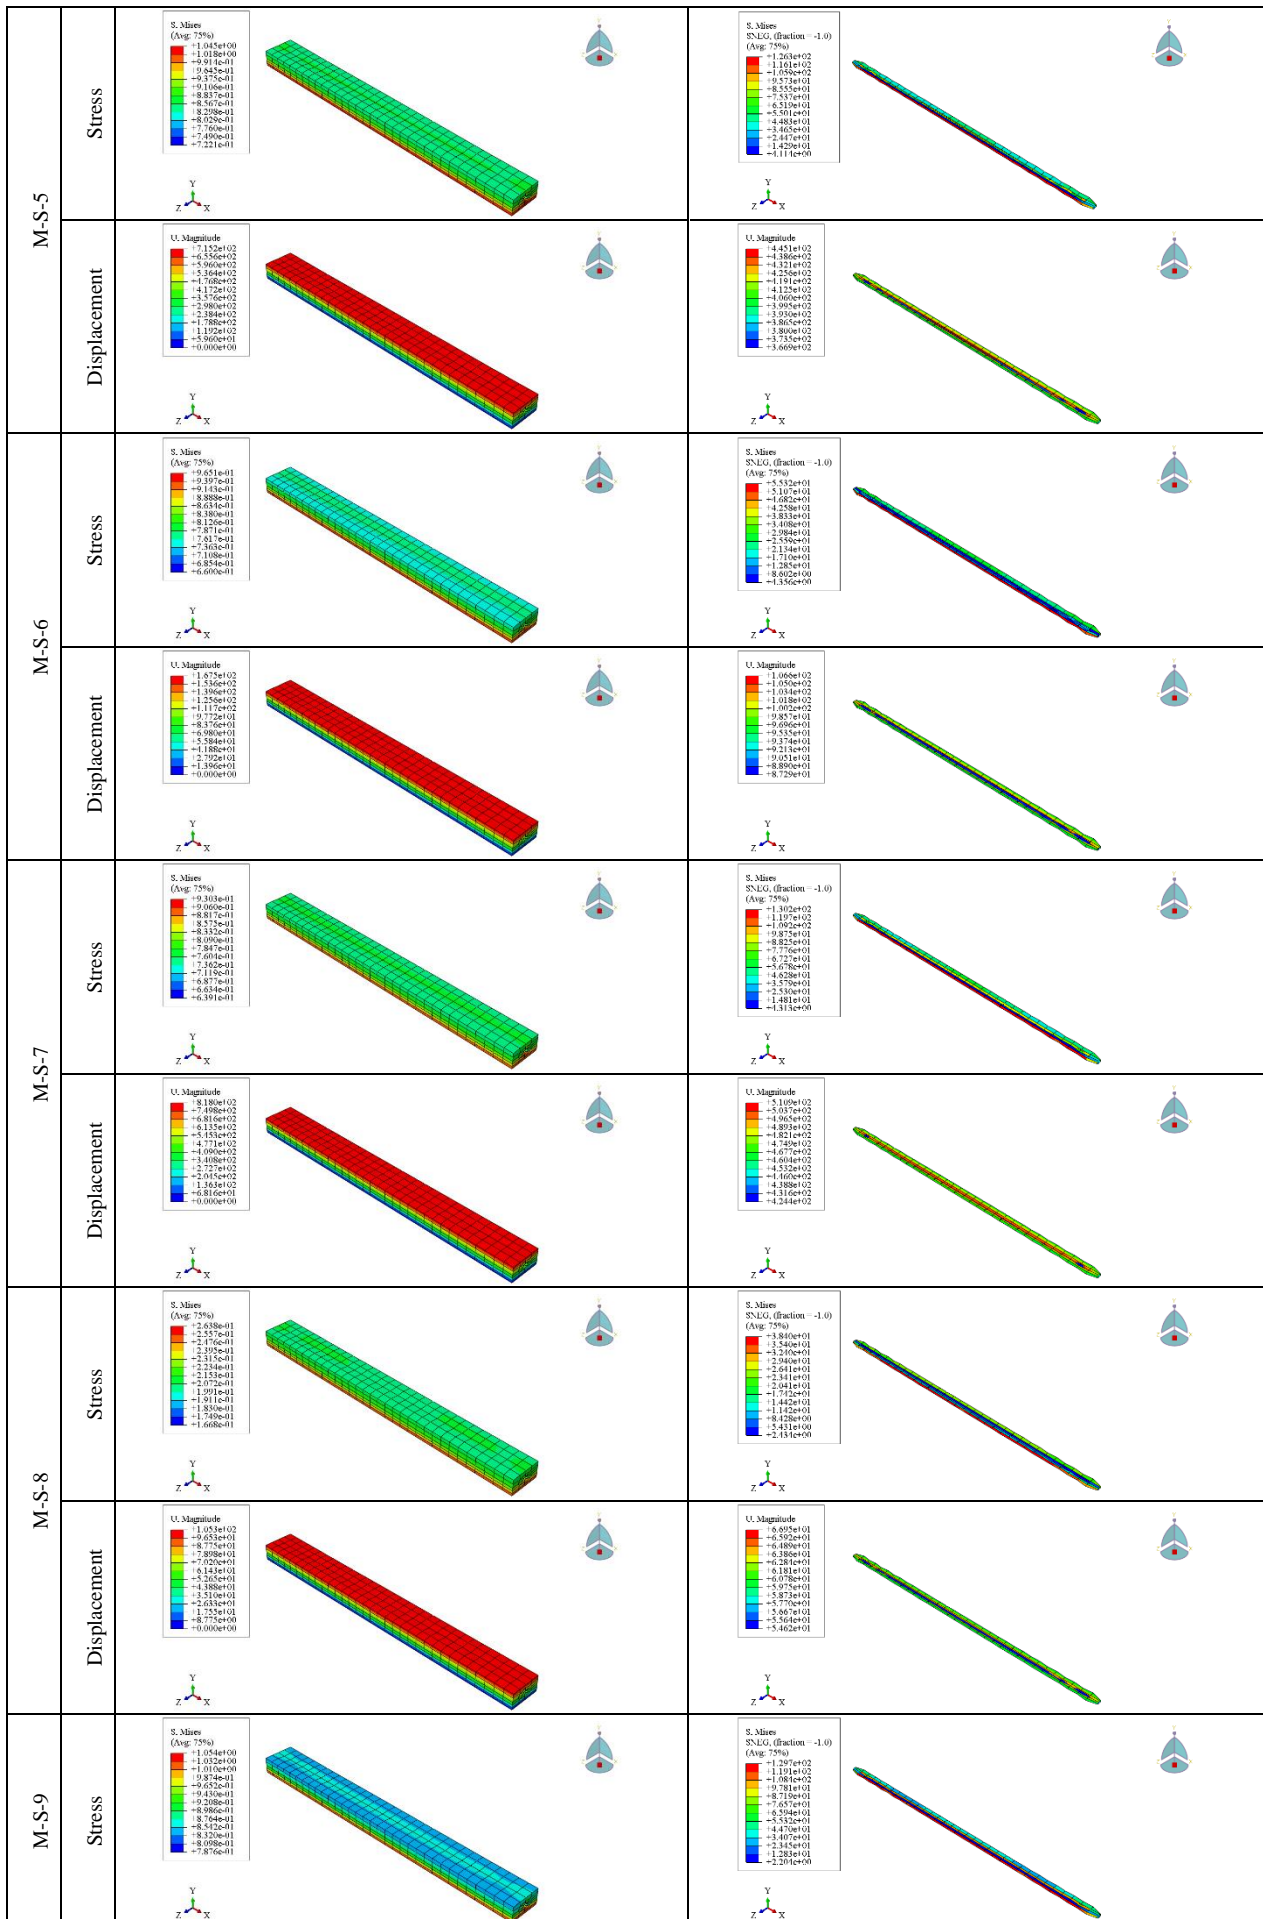 M-S-5
Stress
S, Mises
(Avg: 75%)
+1.045e+00
+1.018e+00
+9.914e-01
+9.645e-01
+9.375e-01
+9.106e-01
+8.837e-01
+8.567e-01
+8.298e-01
+8.029e-01
+7.760e-01
+7.490e-01
+7.221e-01
Y
Z X
S, Mises
SNEG, (fraction = -1.0)
(Avg: 75%)
+1.263e+02
+1.161e+02
+1.059e+02
+9.573e+01
+8.555e+01
+7.537e+01
+6.519e+01
+5.501e+01
+4.483e+01
+3.465e+01
+2.447e+01
+1.429e+01
+4.114e+00
Y
Z X
Displacement
U, Magnitude
+7.152e+02
+6.556e+02
+5.960e+02
+5.364e+02
+4.768e+02
+4.172e+02
+3.576e+02
+2.980e+02
+2.384e+02
+1.788e+02
+1.192e+02
+5.960e+01
+0.000e+00
Y
Z X
U, Magnitude
+4.451e+02
+4.386e+02
+4.321e+02
+4.256e+02
+4.191e+02
+4.125e+02
+4.060e+02
+3.995e+02
+3.930e+02
+3.865e+02
+3.800e+02
+3.735e+02
+3.669e+02
Y
Z X
M-S-6
Stress
S, Mises
(Avg: 75%)
+9.651e-01
+9.397e-01
+9.143e-01
+8.888e-01
+8.634e-01
+8.380e-01
+8.126e-01
+7.871e-01
+7.617e-01
+7.363e-01
+7.108e-01
+6.854e-01
+6.600e-01
Y
Z X
S, Mises
SNEG, (fraction = -1.0)
(Avg: 75%)
+5.532e+01
+5.107e+01
+4.682e+01
+4.258e+01
+3.833e+01
+3.408e+01
+2.984e+01
+2.559e+01
+2.134e+01
+1.710e+01
+1.285e+01
+8.602e+00
+4.356e+00
Y
Z X
Displacement
U, Magnitude
+1.675e+02
+1.536e+02
+1.396e+02
+1.256e+02
+1.117e+02
+9.772e+01
+8.376e+01
+6.980e+01
+5.584e+01
+4.188e+01
+2.792e+01
+1.396e+01
+0.000e+00
Y
Z X
U, Magnitude
+1.066e+02
+1.050e+02
+1.034e+02
+1.018e+02
+1.002e+02
+9.857e+01
+9.696e+01
+9.535e+01
+9.374e+01
+9.213e+01
+9.051e+01
+8.890e+01
+8.729e+01
Y
Z X
M-S-7
Stress
S, Mises
(Avg: 75%)
+9.303e-01
+9.060e-01
+8.817e-01
+8.575e-01
+8.332e-01
+8.090e-01
+7.847e-01
+7.604e-01
+7.362e-01
+7.119e-01
+6.877e-01
+6.634e-01
+6.391e-01
Y
Z X
S, Mises
SNEG, (fraction = -1.0)
(Avg: 75%)
+1.302e+02
+1.197e+02
+1.092e+02
+9.875e+01
+8.825e+01
+7.776e+01
+6.727e+01
+5.678e+01
+4.628e+01
+3.579e+01
+2.530e+01
+1.481e+01
+4.313e+00
Y
Z X
Displacement
U, Magnitude
+8.180e+02
+7.498e+02
+6.816e+02
+6.135e+02
+5.453e+02
+4.771e+02
+4.090e+02
+3.408e+02
+2.727e+02
+2.045e+02
+1.363e+02
+6.816e+01
+0.000e+00
Y
Z X
U, Magnitude
+5.109e+02
+5.037e+02
+4.965e+02
+4.893e+02
+4.821e+02
+4.749e+02
+4.677e+02
+4.604e+02
+4.532e+02
+4.460e+02
+4.388e+02
+4.316e+02
+4.244e+02
Y
Z X
M-S-8
Stress
S, Mises
(Avg: 75%)
+2.638e-01
+2.557e-01
+2.476e-01
+2.395e-01
+2.315e-01
+2.234e-01
+2.153e-01
+2.072e-01
+1.991e-01
+1.911e-01
+1.830e-01
+1.749e-01
+1.668e-01
Y
Z X
S, Mises
SNEG, (fraction = -1.0)
(Avg: 75%)
+3.840e+01
+3.540e+01
+3.240e+01
+2.940e+01
+2.641e+01
+2.341e+01
+2.041e+01
+1.742e+01
+1.442e+01
+1.142e+01
+8.428e+00
+5.431e+00
+2.434e+00
Y
Z X
Displacement
U, Magnitude
+1.053e+02
+9.653e+01
+8.775e+01
+7.898e+01
+7.020e+01
+6.143e+01
+5.265e+01
+4.388e+01
+3.510e+01
+2.633e+01
+1.755e+01
+8.775e+00
+0.000e+00
Y
Z X
U, Magnitude
+6.695e+01
+6.592e+01
+6.489e+01
+6.386e+01
+6.284e+01
+6.181e+01
+6.078e+01
+5.975e+01
+5.873e+01
+5.770e+01
+5.667e+01
+5.564e+01
+5.462e+01
Y
Z X
M-S-9
Stress
S, Mises
(Avg: 75%)
+1.054e+00
+1.032e+00
+1.010e+00
+9.874e-01
+9.652e-01
+9.430e-01
+9.208e-01
+8.986e-01
+8.764e-01
+8.542e-01
+8.320e-01
+8.098e-01
+7.876e-01
Y
Z X
S, Mises
SNEG, (fraction = -1.0)
(Avg: 75%)
+1.297e+02
+1.191e+02
+1.084e+02
+9.781e+01
+8.719e+01
+7.657e+01
+6.594e+01
+5.532e+01
+4.470e+01
+3.407e+01
+2.345e+01
+1.283e+01
+2.204e+00
Y
Z X